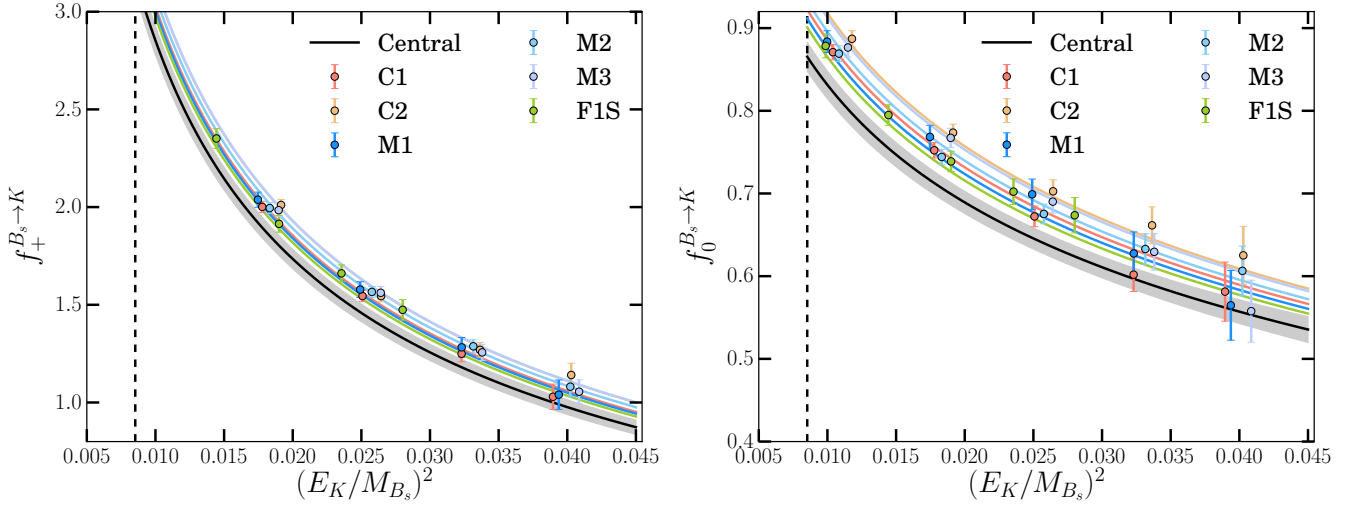 3.0
2.5
2.0
1.5
1.0
f_+^{B_s→K}
Central
C1
C2
M1
M2
M3
F1S
0.005 0.010 0.015 0.020 0.025 0.030 0.035 0.040 0.045
(E_K/M_{B_s})^2
0.9
0.8
0.7
0.6
0.5
0.4
f_0^{B_s→K}
Central
C1
C2
M1
M2
M3
F1S
0.005 0.010 0.015 0.020 0.025 0.030 0.035 0.040 0.045
(E_K/M_{B_s})^2